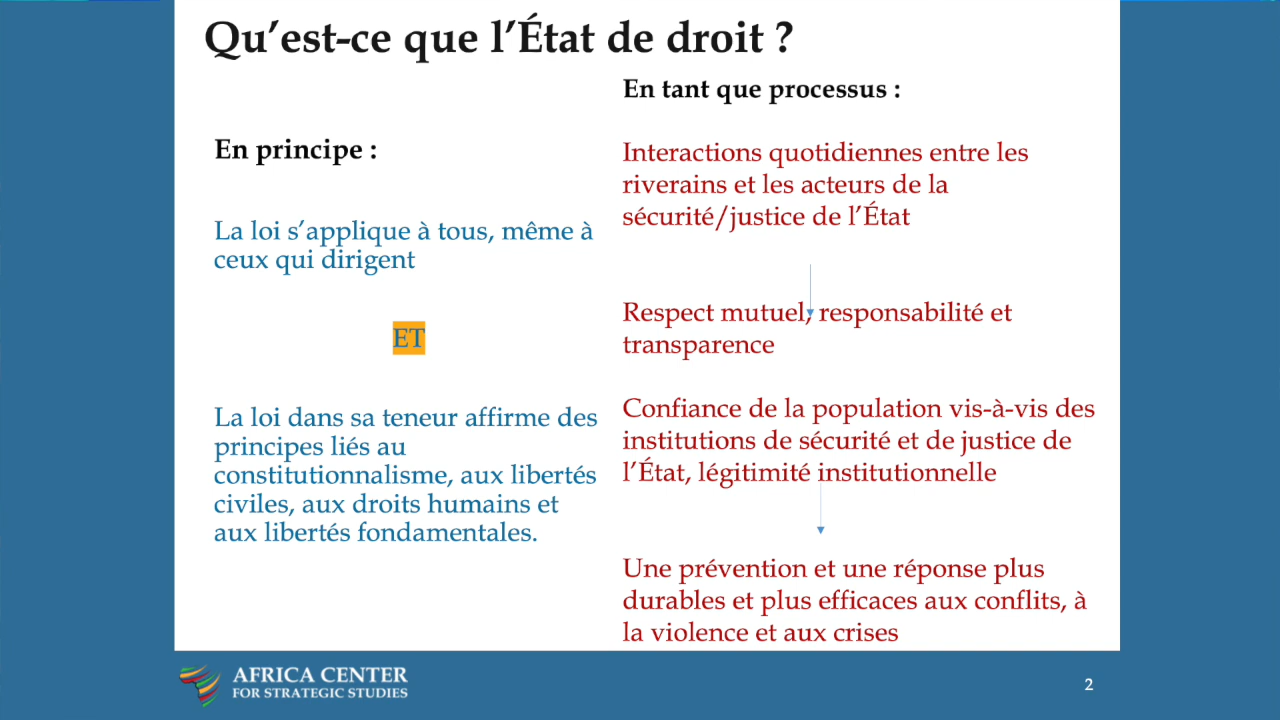 Qu’est-ce que l’État de droit ?
En principe :
La loi s’applique à tous, même à
ceux qui dirigent
ET
La loi dans sa teneur affirme des
principes liés au
constitutionnalisme, aux libertés
civiles, aux droits humains et
aux libertés fondamentales.
En tant que processus :
Interactions quotidiennes entre les
riverains et les acteurs de la
sécurité/justice de l’État
Respect mutuel, responsabilité et
transparence
Confiance de la population vis-à-vis des
institutions de sécurité et de justice de
l’État, légitimité institutionnelle
Une prévention et une réponse plus
durables et plus efficaces aux conflits, à
la violence et aux crises
AFRICA CENTER
FOR STRATEGIC STUDIES
2